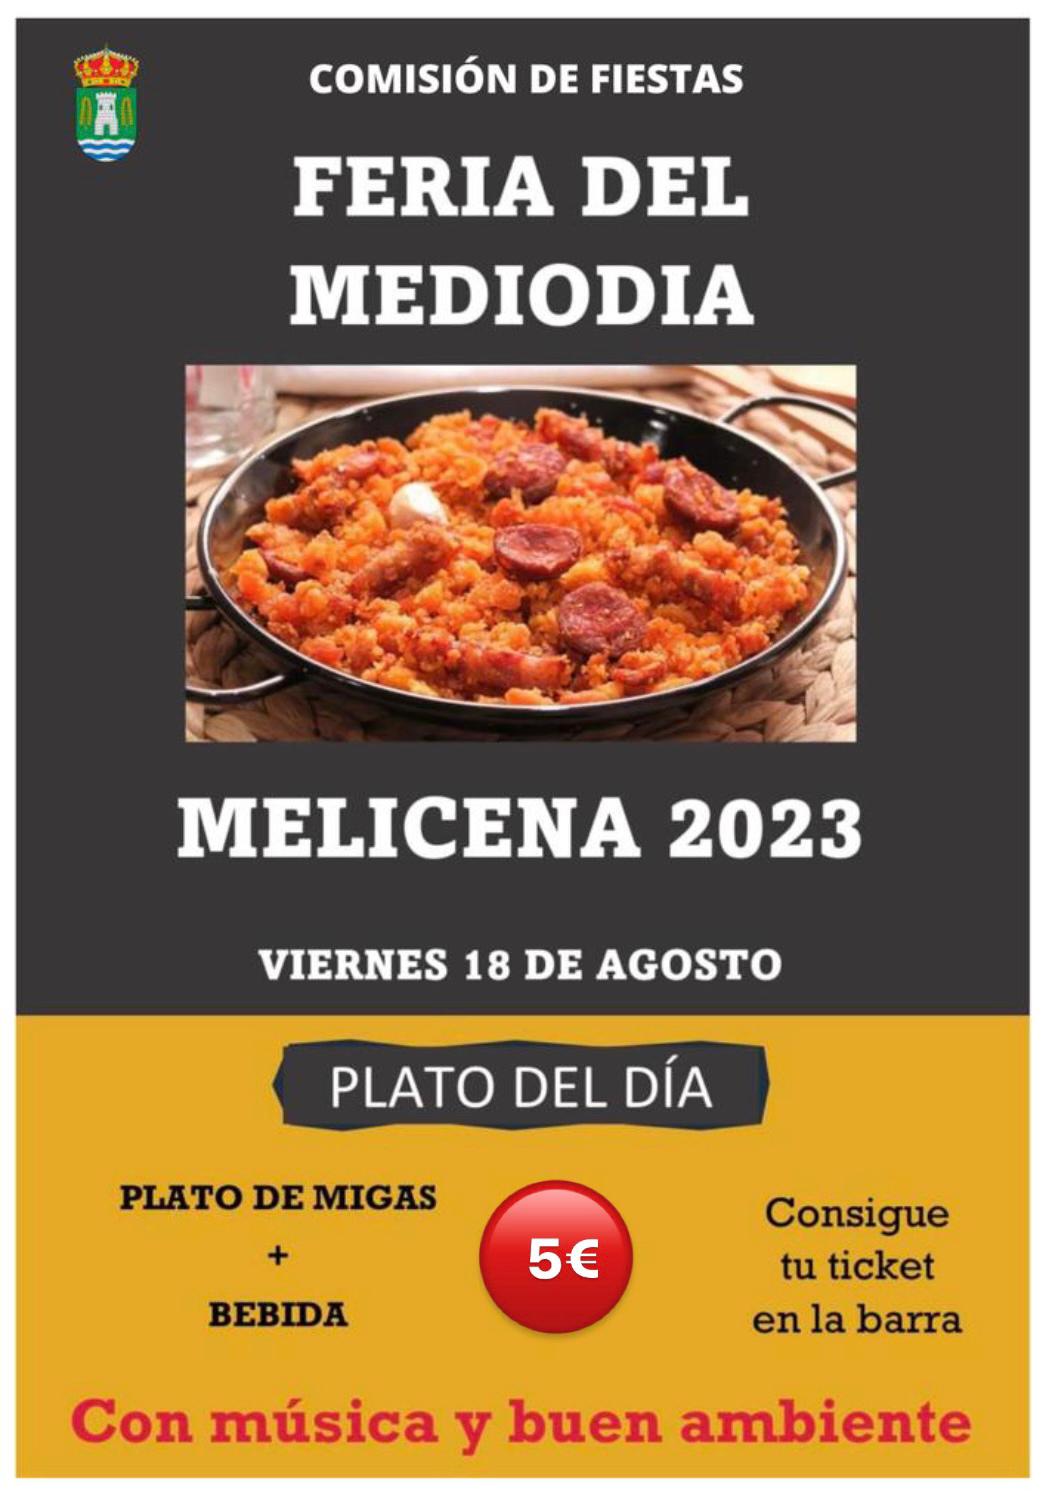 COMISIÓN DE FIESTAS
FERIA DEL
MEDIODIA
MELICENA 2023
VIERNES 18 DE AGOSTO
PLATO DEL DÍA
PLATO DE MIGAS
+
BEBIDA
5€
Consigue
tu ticket
en la barra
Con música y buen ambiente